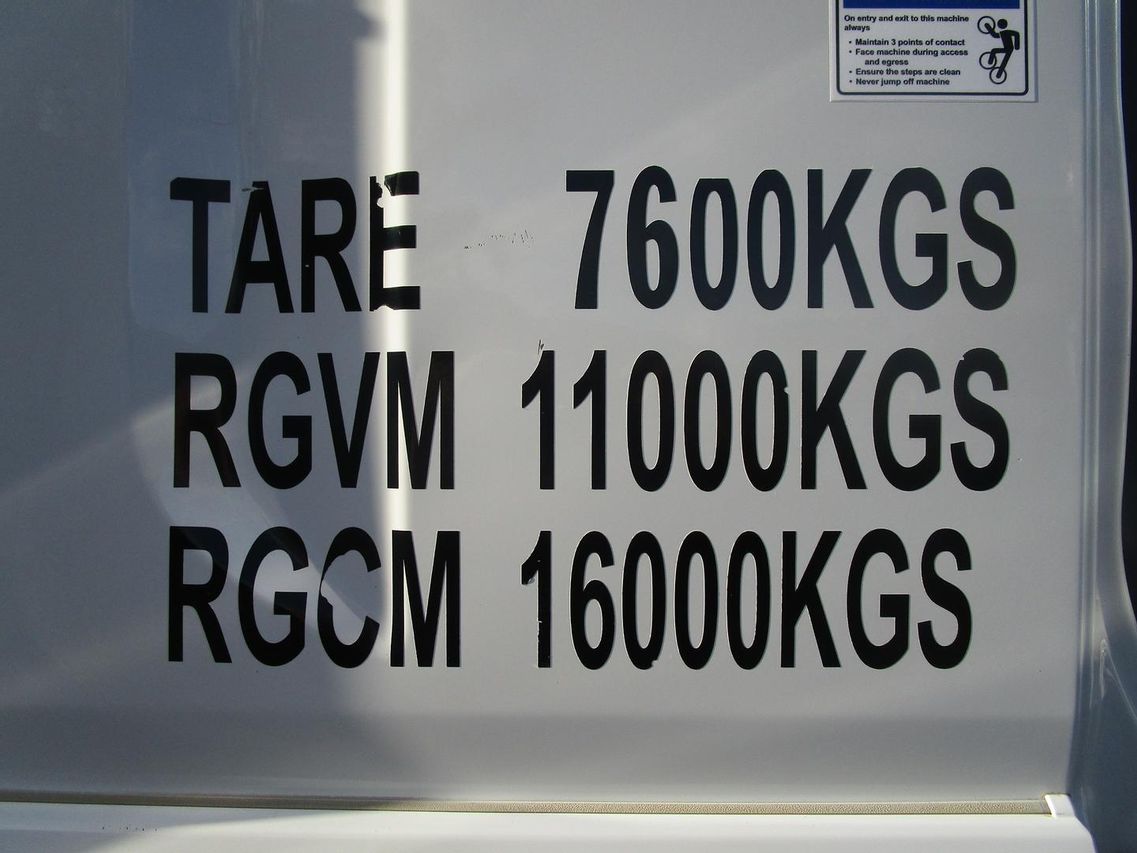 On entry and exit to this machine
always
• Maintain 3 points of contact
• Face machine during access
and egress
• Ensure the steps are clean
• Never jump off machine
TARE 7600KGS
RGVM 11000KGS
RGCM 16000KGS